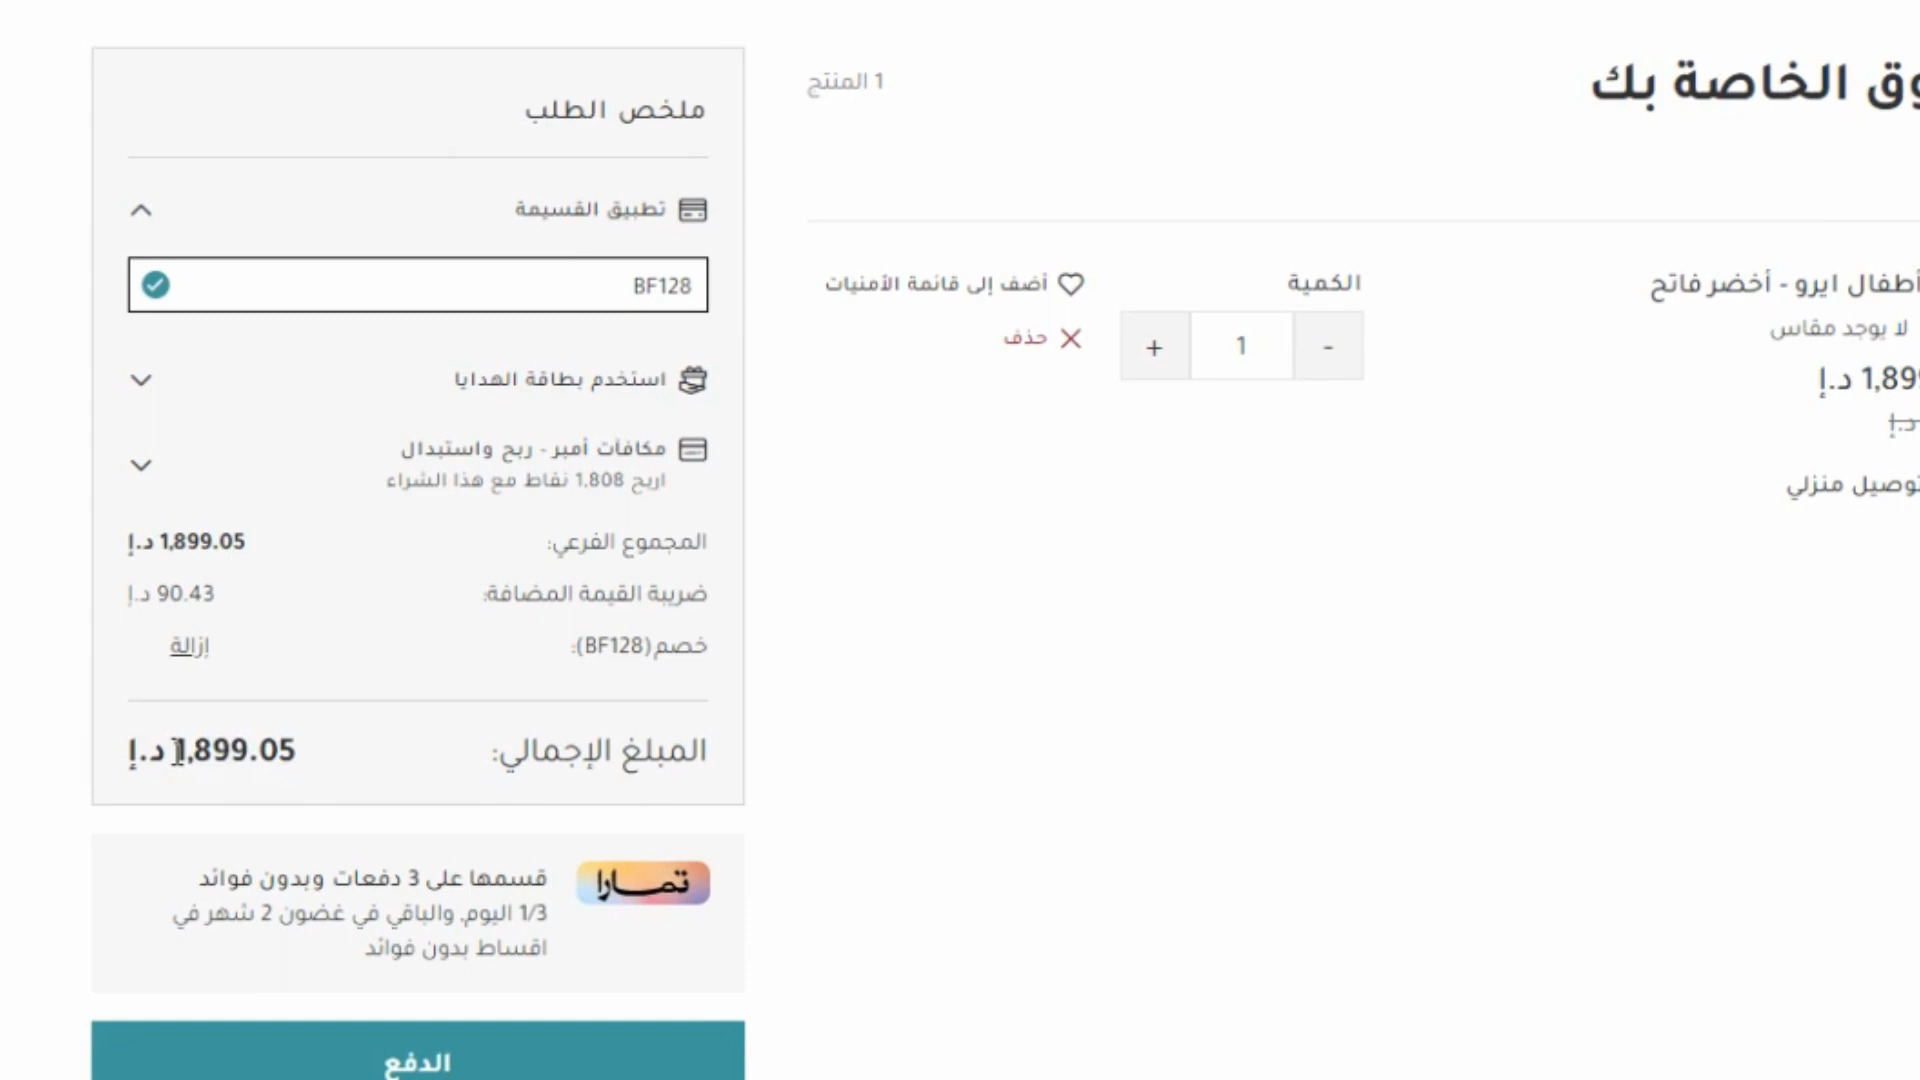 وق الخاصة بك
1 المنتج
أطفال ايرو - أخضر فاتح
لا يوجد مقاس
1,899 د.إ
د.إ
توصيل منزلي
الكمية
- 1 +
أضف إلى قائمة الأمنيات
حذف
ملخص الطلب
تطبيق القسيمة
BF128
استخدم بطاقة الهدايا
مكافآت أمبر - ربح واستبدال
اربح 1,808 نقاط مع هذا الشراء
المجموع الفرعي: 1,899.05 د.إ
ضريبة القيمة المضافة: 90.43 د.إ
خصم(BF128): إزالة
المبلغ الإجمالي: 1,899.05 د.إ
تمارا
قسمها على 3 دفعات وبدون فوائد
1/3 اليوم, والباقي في غضون 2 شهر في
اقساط بدون فوائد
الدفع